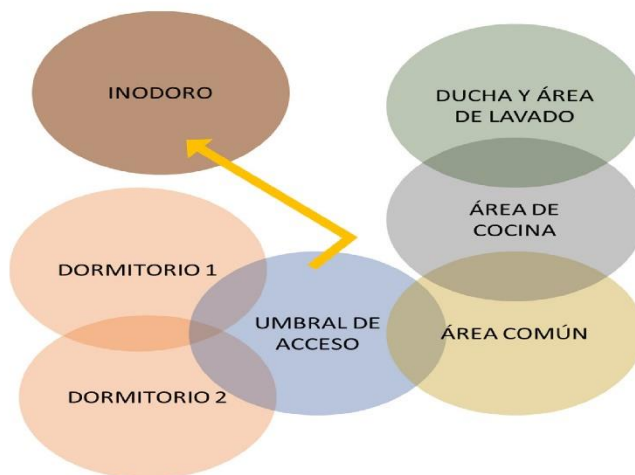 INODORO
DUCHA Y ÁREA
DE LAVADO
ÁREA DE
COCINA
DORMITORIO 1
UMBRAL DE
ACCESO
ÁREA COMÚN
DORMITORIO 2